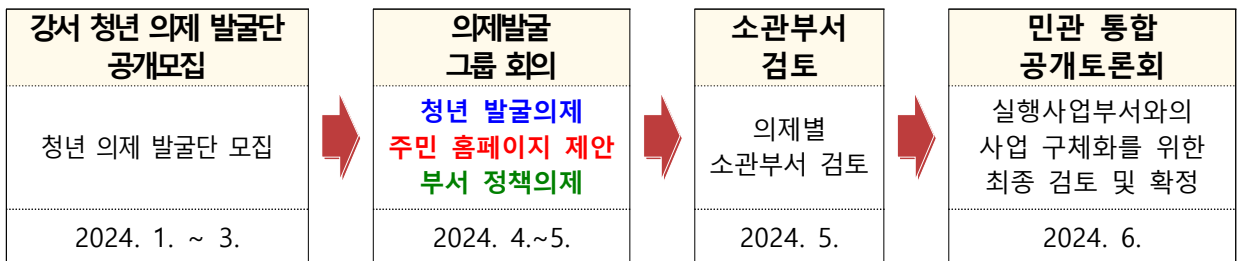 강서 청년 의제 발굴단
공개모집
청년 의제 발굴단 모집
2024. 1. ~ 3.
의제발굴
그룹 회의
청년 발굴의제
주민 홈페이지 제안
부서 정책의제
2024. 4.~5.
소관부서
검토
의제별
소관부서 검토
2024. 5.
민관 통합
공개토론회
실행사업부서와의
사업 구체화를 위한
최종 검토 및 확정
2024. 6.